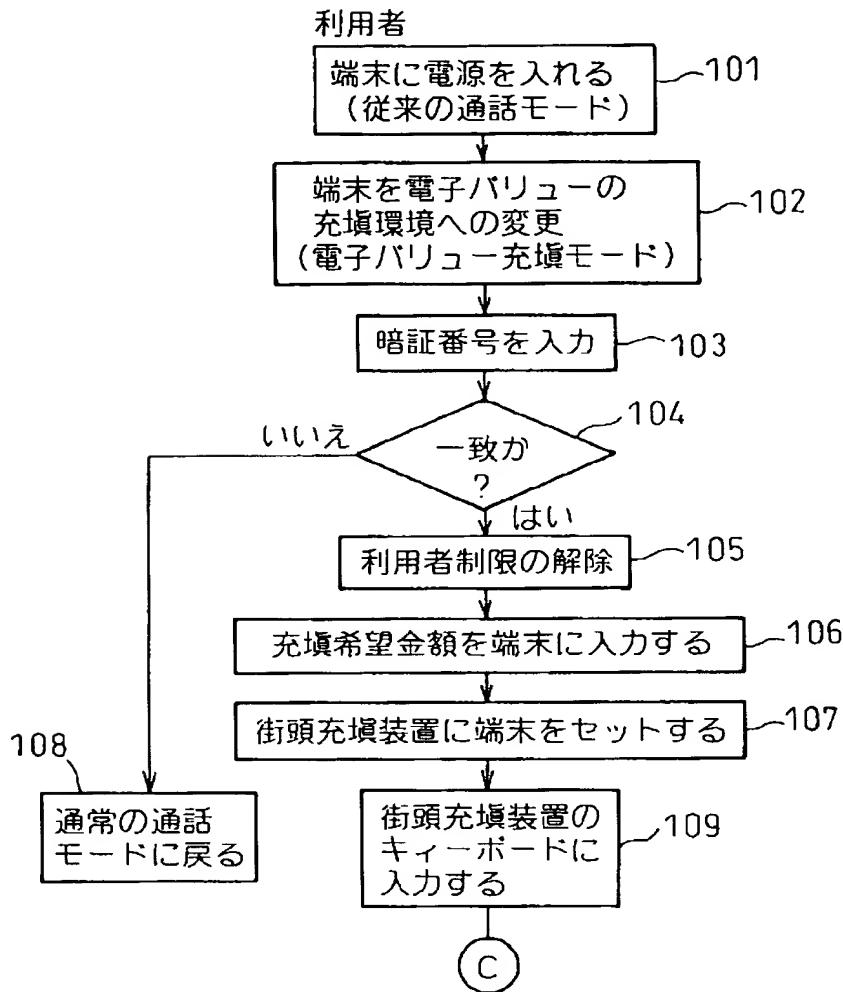 利用者
端末に電源を入れる
(従来の通話モード)
101
端末を電子バリューの
充塡環境への変更
(電子バリュー充塡モード)
102
暗証番号を入力
103
104
いいえ
一致か
?
はい
利用者制限の解除
105
充塡希望金額を端末に入力する
106
街頭充塡装置に端末をセットする
107
108
通常の通話
モードに戻る
街頭充塡装置の
キィーボードに
入力する
109
C